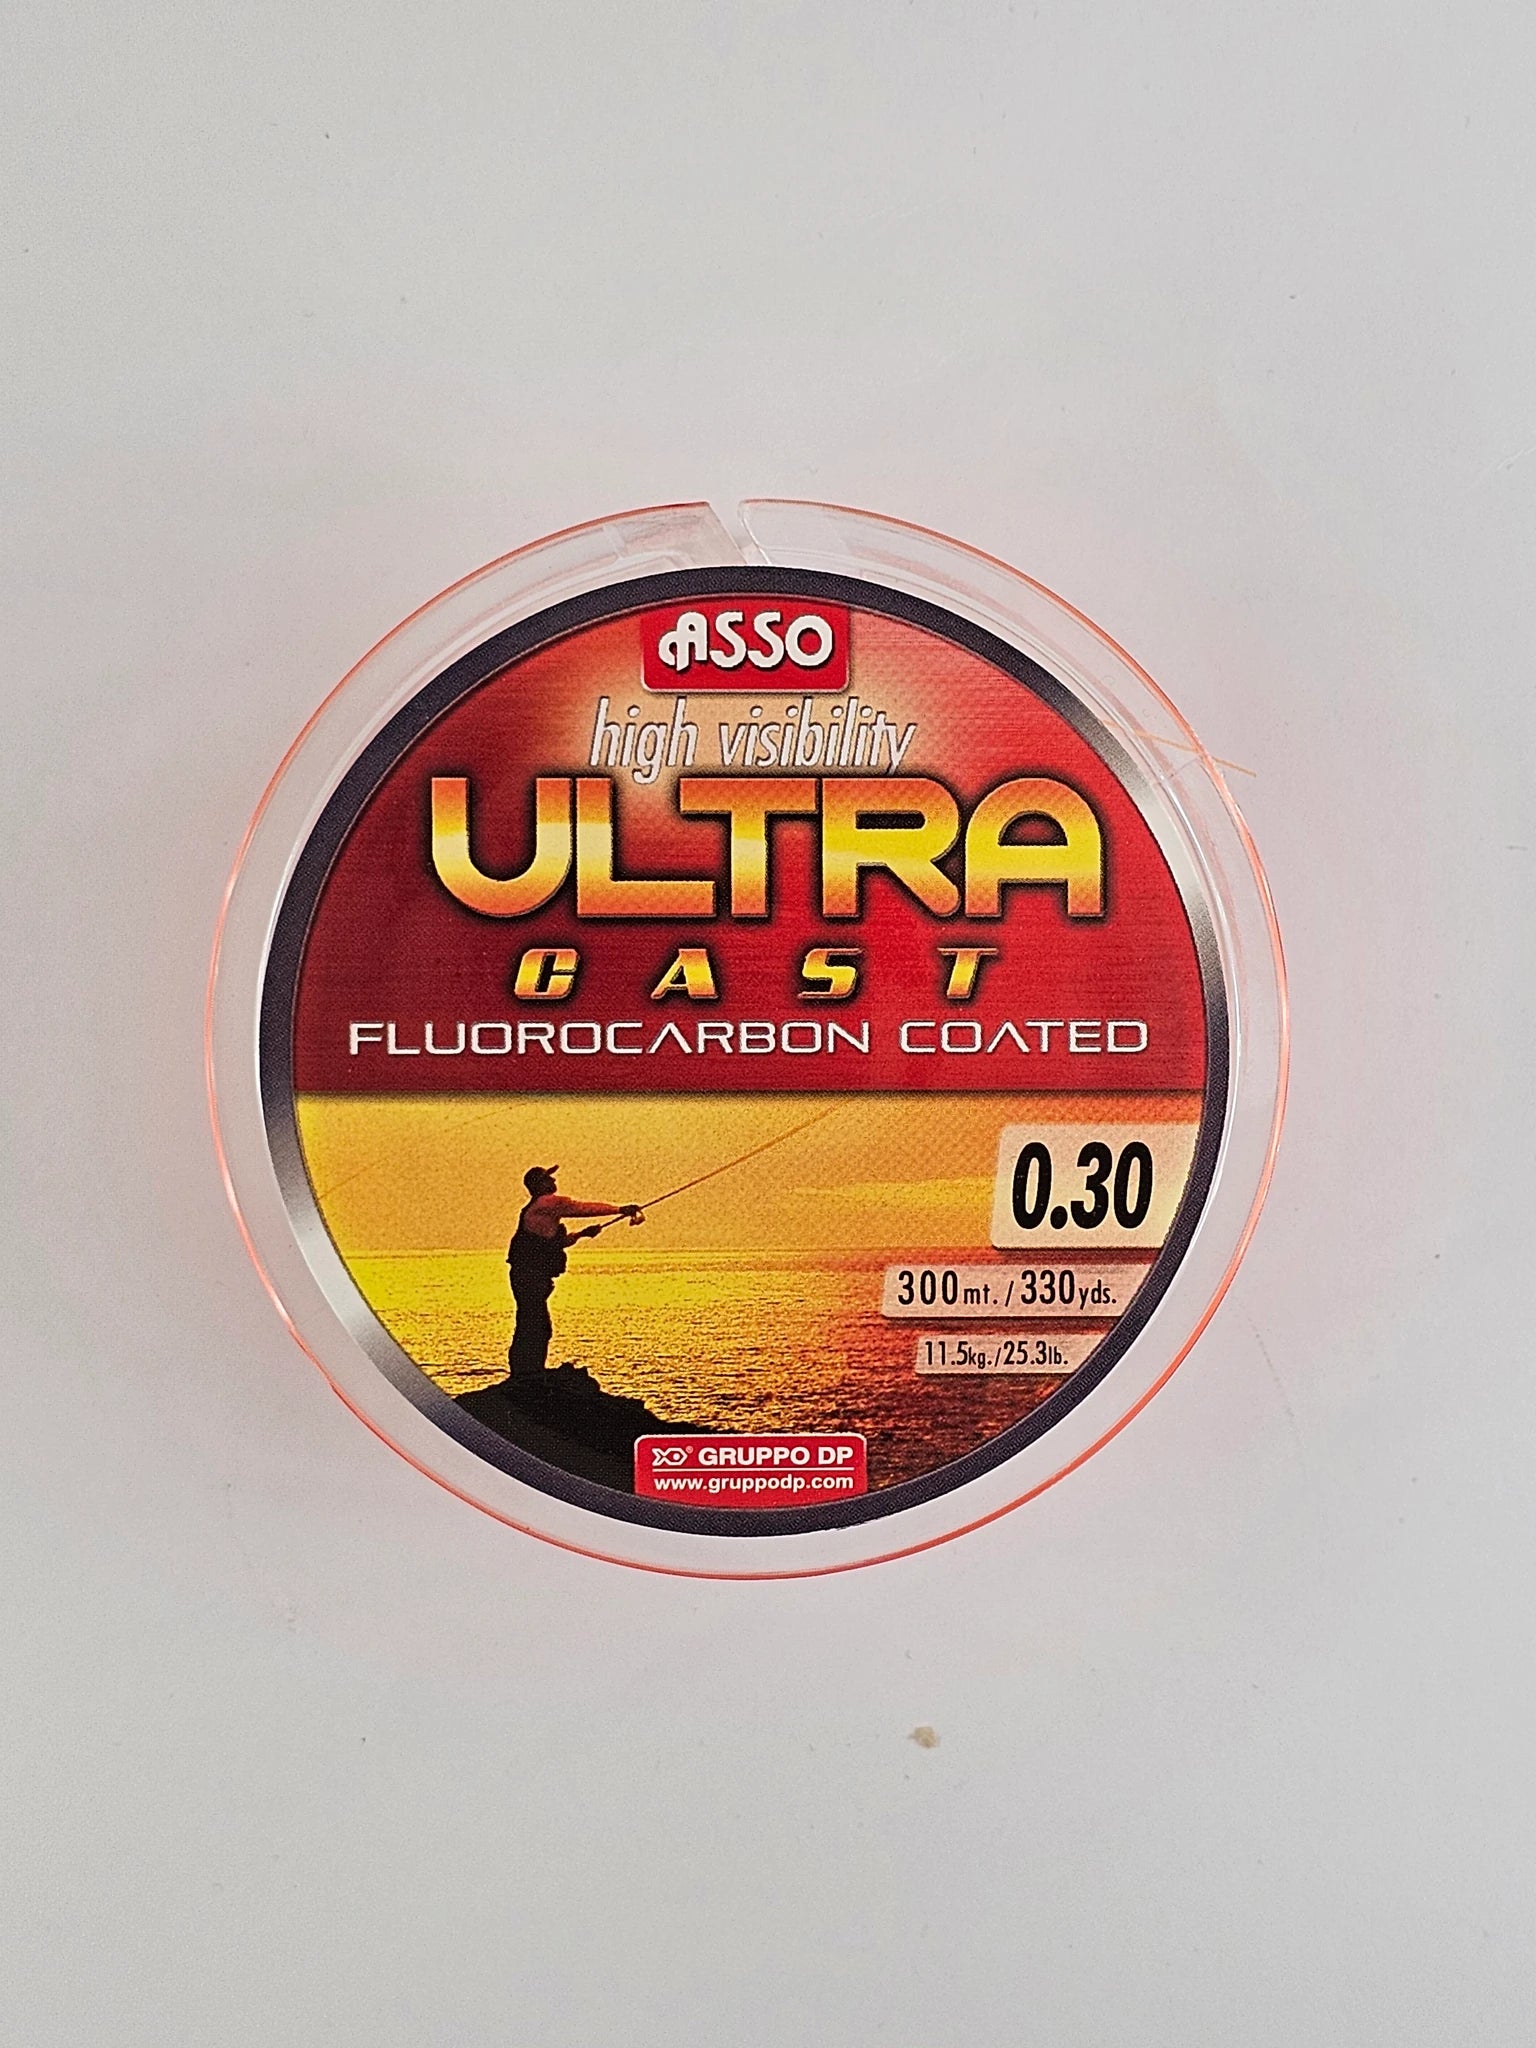 ASSO
high visibility
ULTRA
CAST
FLUOROCARBON COATED
0.30
300mt./330yds.
11.5kg./25.3lb.
® GRUPPO DP
www.gruppodp.com